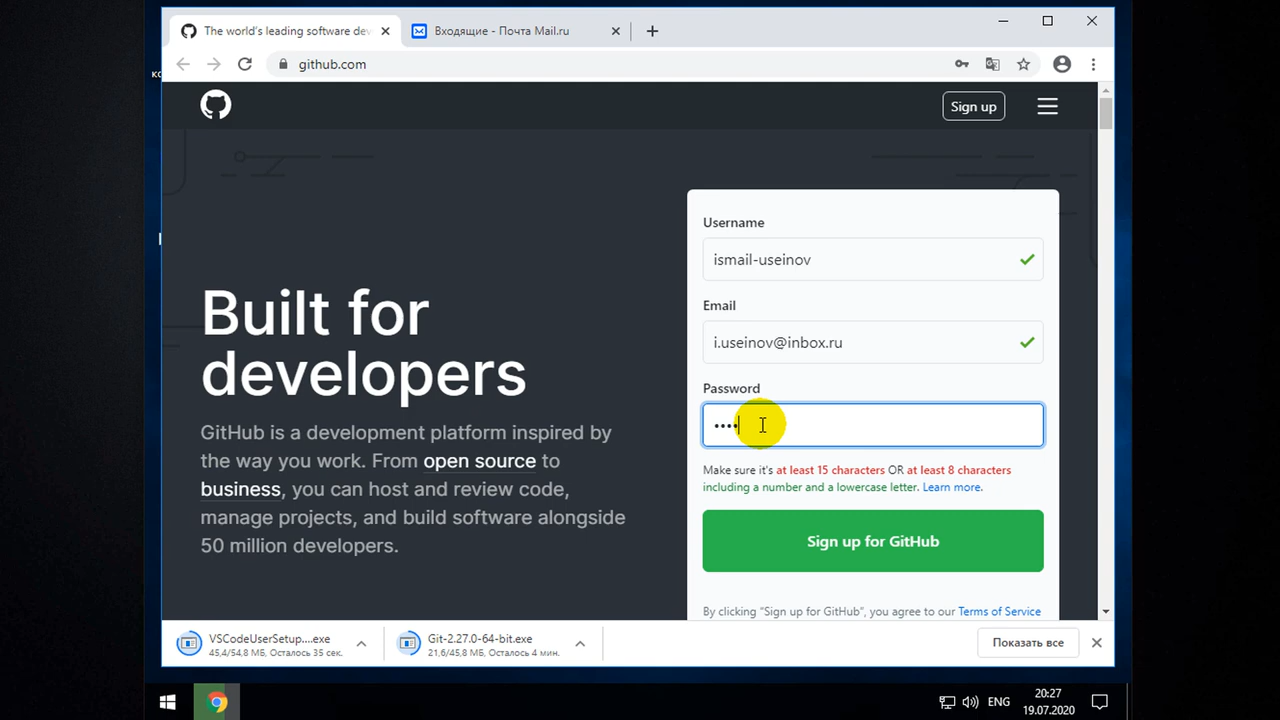 The world's leading software dev
Входящие - Почта Mail.ru
github.com
Sign up
Username
ismail-useinov
Email
i.useinov@inbox.ru
Password
••••
Make sure it's at least 15 characters OR at least 8 characters
including a number and a lowercase letter. Learn more.
Sign up for GitHub
By clicking “Sign up for GitHub”, you agree to our Terms of Service
Built for
developers
GitHub is a development platform inspired by
the way you work. From open source to
business, you can host and review code,
manage projects, and build software alongside
50 million developers.
VSCodeUserSetup....exe
45,4/54,8 МБ, Осталось 35 сек.
Git-2.27.0-64-bit.exe
21,6/45,8 МБ, Осталось 4 мин.
Показать все
ENG
20:27
19.07.2020